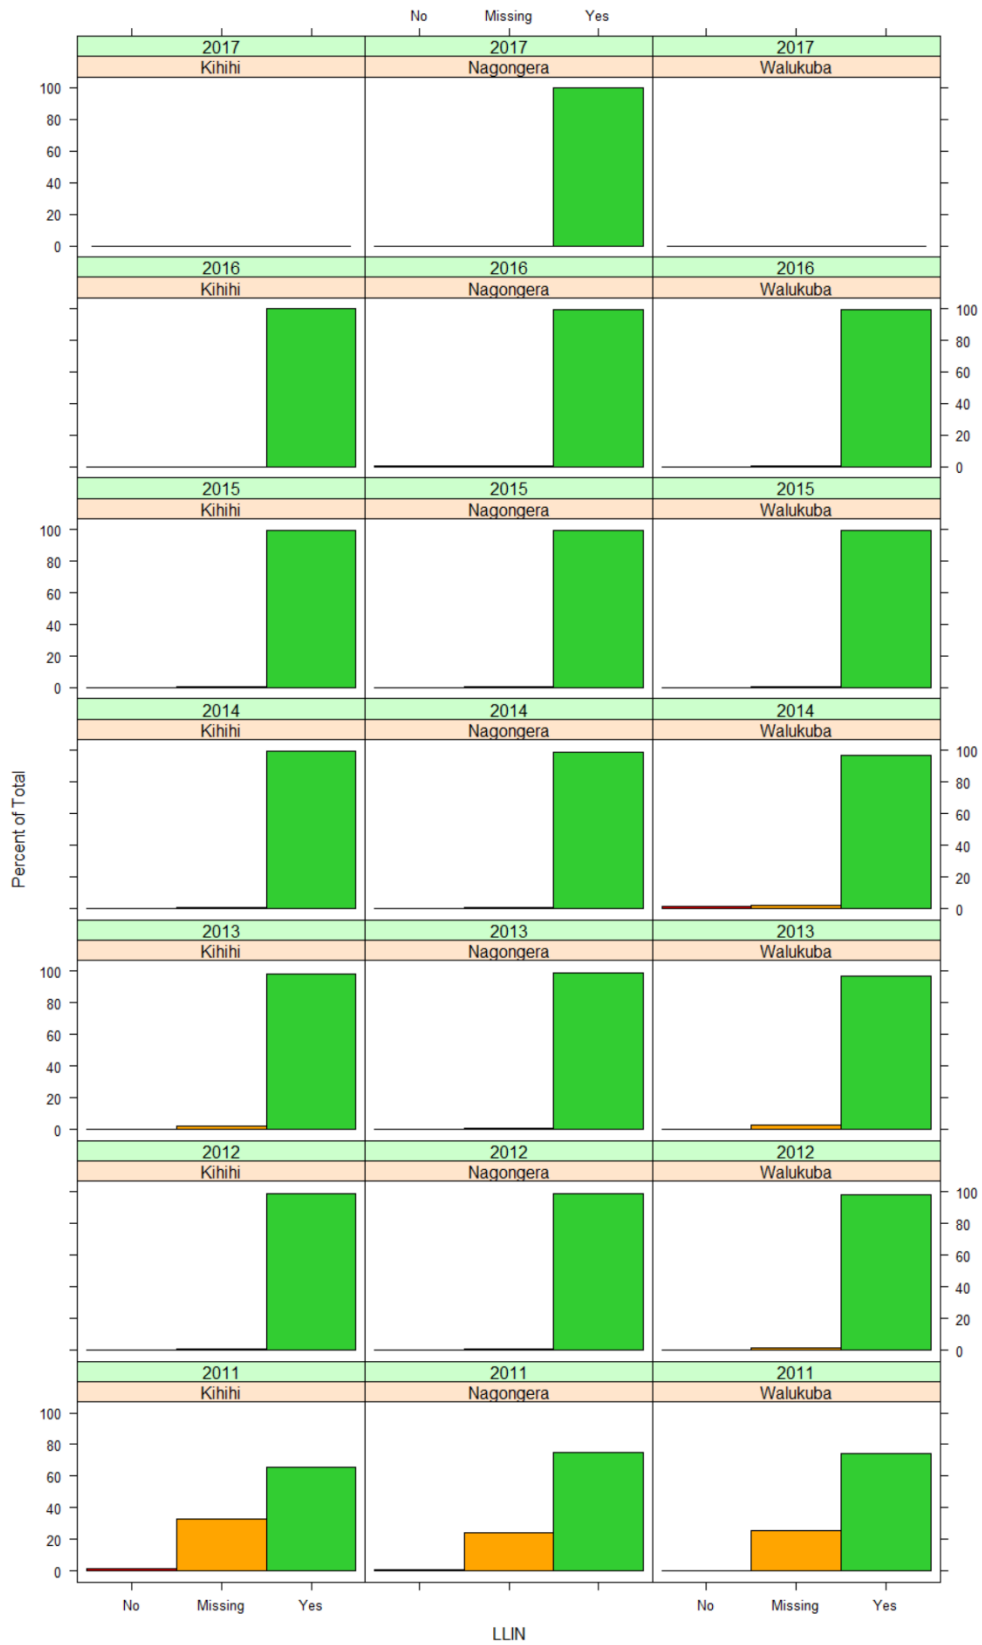 No Missing Yes
2017 2017 2017
Kihihi Nagongera Walukuba
100
80
60
40
20
0
2016 2016 2016
Kihihi Nagongera Walukuba
100
80
60
40
20
0
2015 2015 2015
Kihihi Nagongera Walukuba
100
80
60
40
20
0
2014 2014 2014
Kihihi Nagongera Walukuba
100
80
60
40
20
0
Percent of Total
2013 2013 2013
Kihihi Nagongera Walukuba
100
80
60
40
20
0
2012 2012 2012
Kihihi Nagongera Walukuba
100
80
60
40
20
0
2011 2011 2011
Kihihi Nagongera Walukuba
100
80
60
40
20
0
No Missing Yes No Missing Yes
LLIN